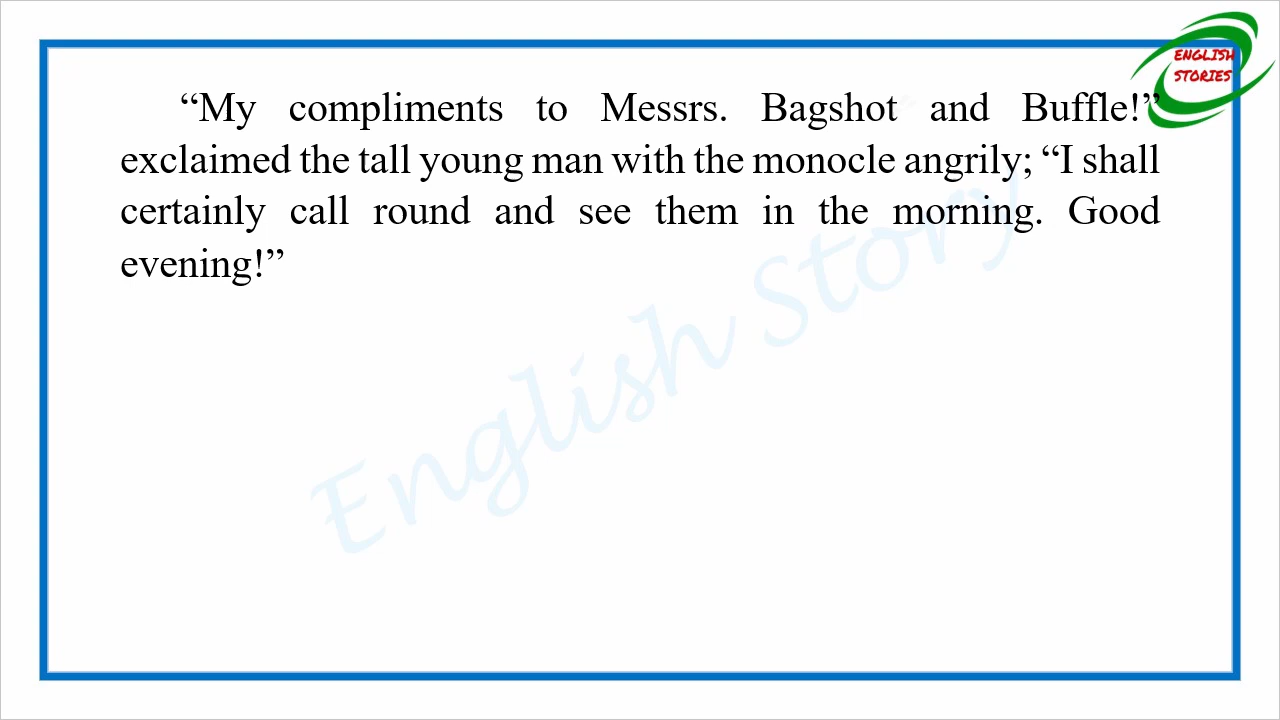 ENGLISH
STORIES
“My compliments to Messrs. Bagshot and Buffle!”
exclaimed the tall young man with the monocle angrily; “I shall
certainly call round and see them in the morning. Good
evening!”
English Story